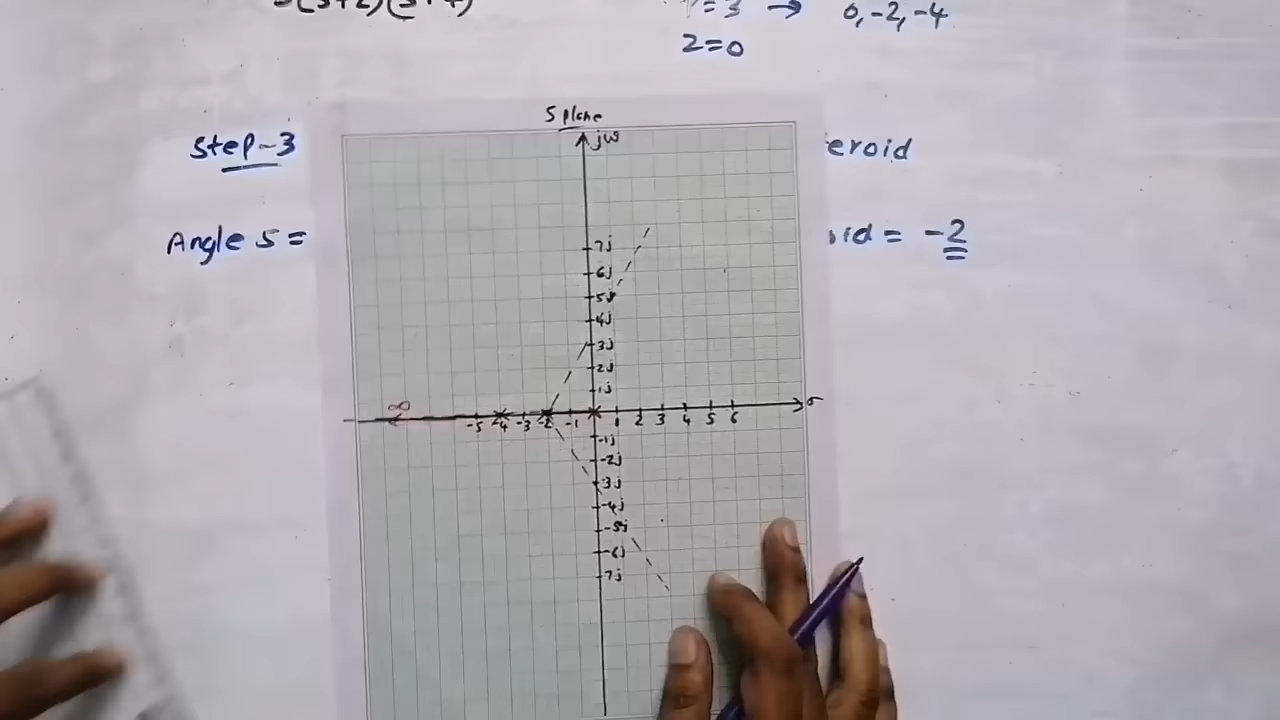 P=3 → 0, -2, -4
Z=0
S plane
jω
Step-3
eroid
Angle S =
oid = -2
7j
6j
5j
4j
3j
2j
1j
∞
σ
-5 -4 -3 -2 -1 1 2 3 4 5 6
-1j
-2j
-3j
-4j
-5j
-6j
-7j